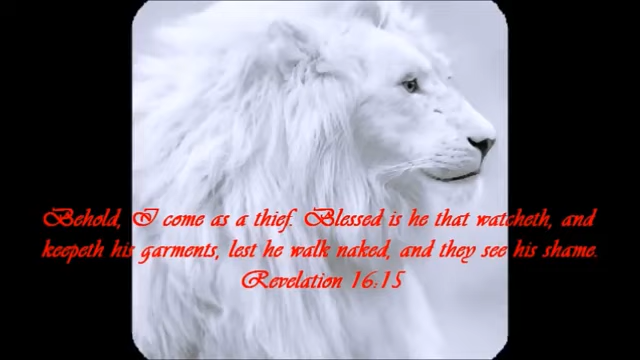 Behold, I come as a thief. Blessed is he that watcheth, and
keepeth his garments, lest he walk naked, and they see his shame.
Revelation 16:15